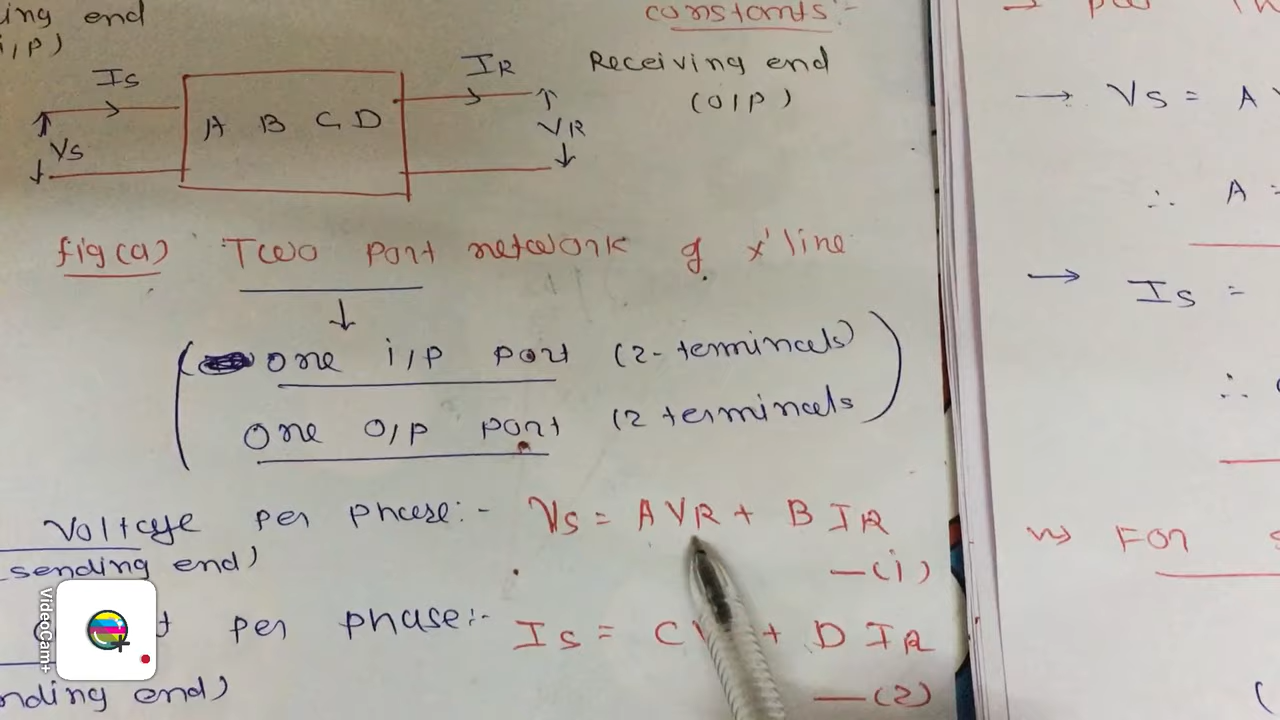 ing end
i/p)
constants:-
Is
IR
Receiving end
(O/P)
A B C D
Vs
VR
fig(a) Two port network of x' line
↓
(one i/p port (2-terminals)
one o/p port (2 terminals)
Voltage per phase:- Vs = A VR + B IR
sending end)
—(1)
t per phase:- Is = C + D IR
nding end)
—(2)
VideoCam+
→ Vs = A
∴ A =
→ Is =
∴
For